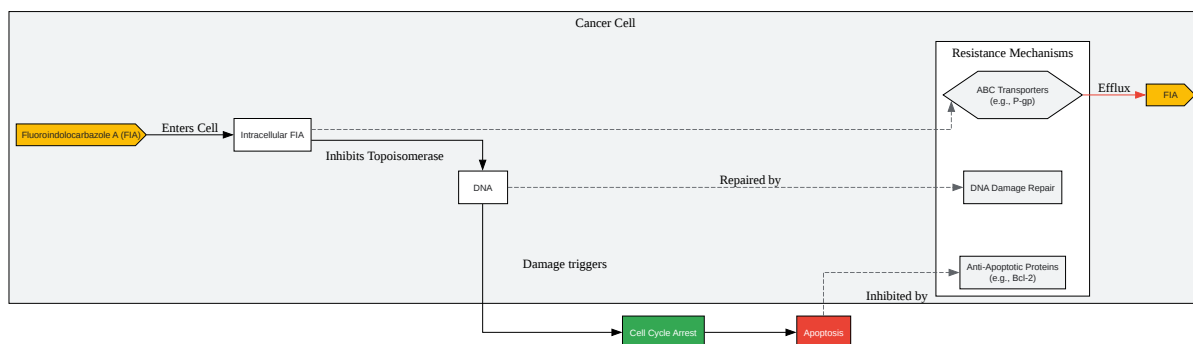 Cancer Cell
Resistance Mechanisms
ABC Transporters
(e.g., P-gp)
Efflux
FIA
Fluoroindolocarbazole A (FIA)
Enters Cell
Intracellular FIA
Inhibits Topoisomerase
DNA
Repaired by
DNA Damage Repair
Damage triggers
Anti-Apoptotic Proteins
(e.g., Bcl-2)
Inhibited by
Cell Cycle Arrest
Apoptosis